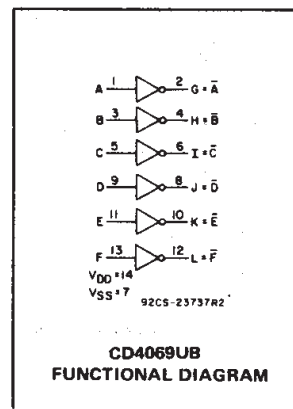 A 1 2 G = A̅
B 3 4 H = B̅
C 5 6 I = C̅
D 9 8 J = D̅
E 11 10 K = E̅
F 13 12 L = F̅
VDD = 14
VSS = 7
92CS-23737R2
CD4069UB
FUNCTIONAL DIAGRAM